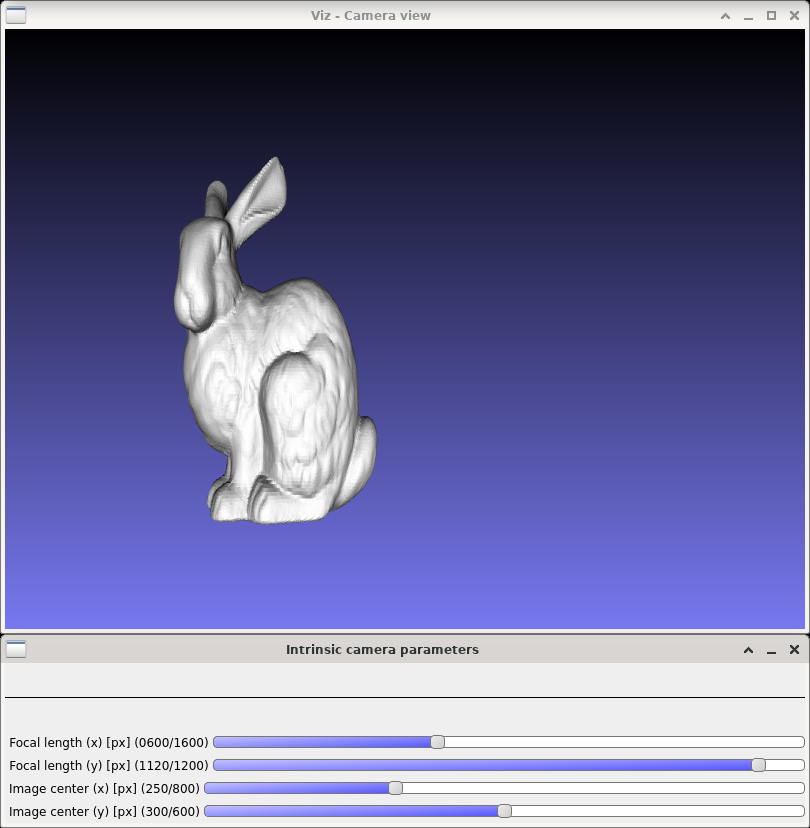 Viz - Camera view
Intrinsic camera parameters
Focal length (x) [px] (0600/1600)
Focal length (y) [px] (1120/1200)
Image center (x) [px] (250/800)
Image center (y) [px] (300/600)